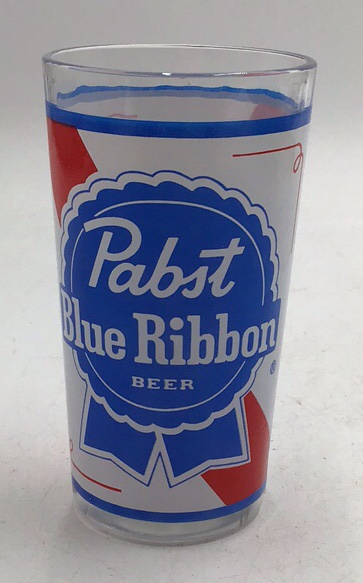 Pabst
Blue Ribbon
BEER
®